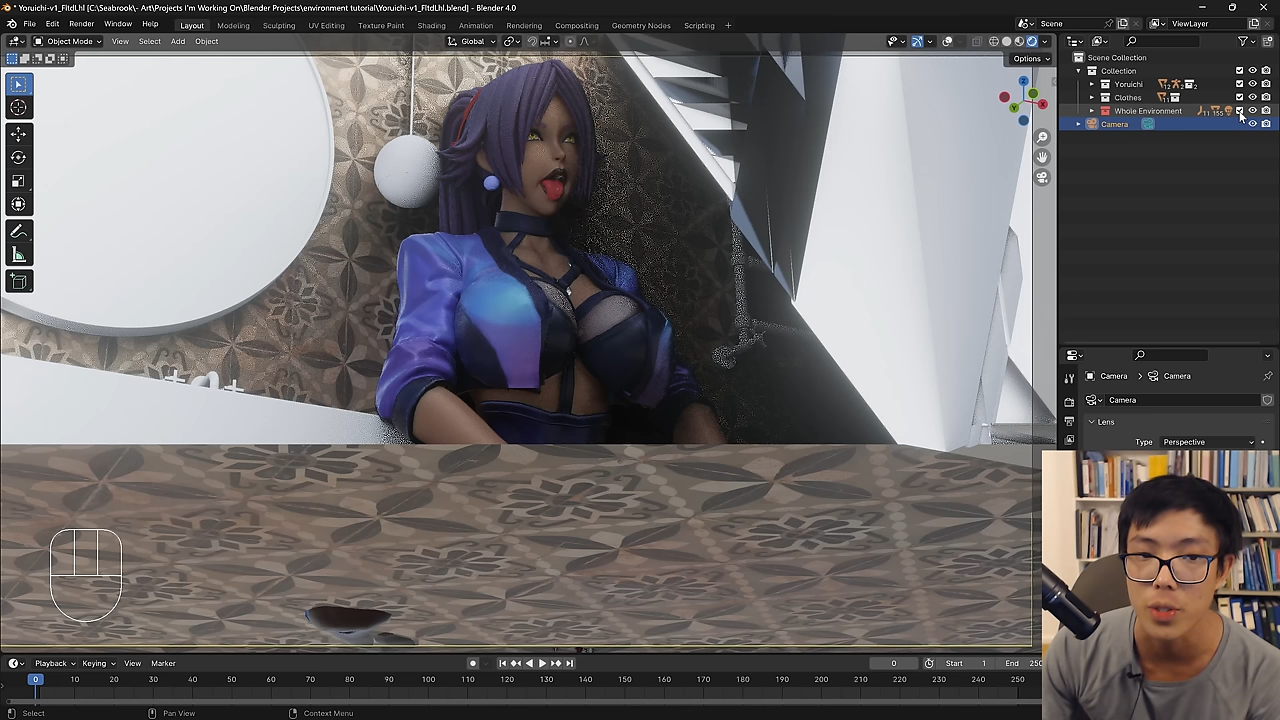 * Yoruichi-v1_FltdLhl [C:\Seabrook\- Art\Projects I'm Working On\Blender Projects\environment tutorial\Yoruichi-v1_FltdLhl.blend] - Blender 4.0
File Edit Render Window Help Layout Modeling Sculpting UV Editing Texture Paint Shading Animation Rendering Compositing Geometry Nodes Scripting + Scene ViewLayer
Object Mode View Select Add Object Global
Options
Scene Collection
Collection
Yoruichi 12 2
Clothes 11
Whole Environment 11 155
Camera
Z
Y
X
Camera > Camera
Camera
Lens
Type Perspective
Playback Keying View Marker 0 Start 1 End 250
0 10 20 30 40 50 60 70 80 90 100 110 120 130 140 150 160 170 180 190 200 210 220 230 240 250
Select Pan View Context Menu